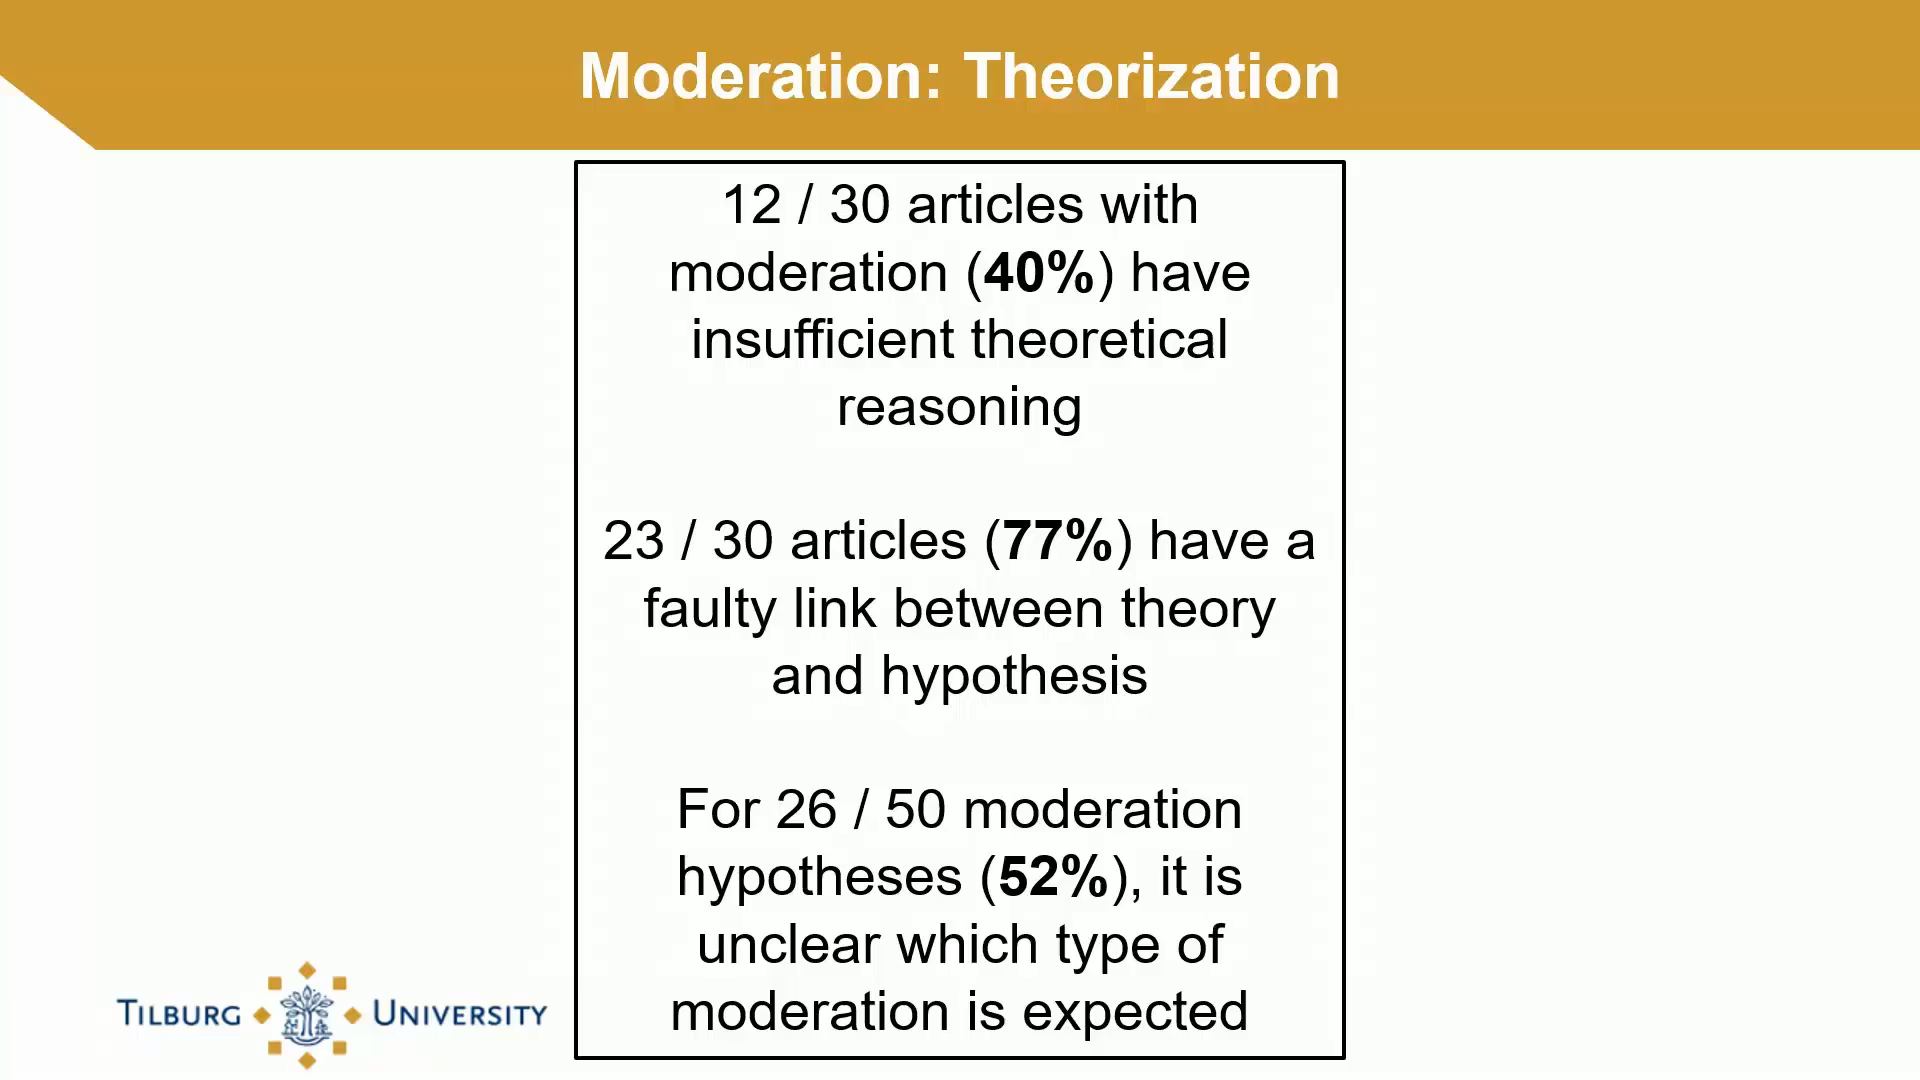 Moderation: Theorization
12 / 30 articles with
moderation (40%) have
insufficient theoretical
reasoning
23 / 30 articles (77%) have a
faulty link between theory
and hypothesis
For 26 / 50 moderation
hypotheses (52%), it is
unclear which type of
moderation is expected
TILBURG UNIVERSITY